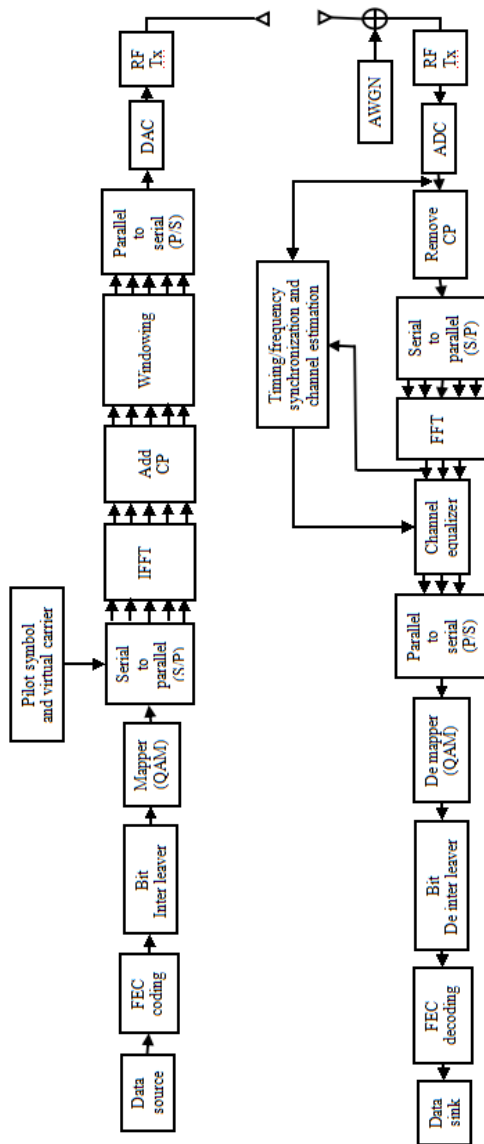 Pilot symbol
and virtual carrier
Data
source
FEC
coding
Bit
Inter leaver
Mapper
(QAM)
Serial
to
parallel
(S/P)
IFFT
Add
CP
Windowing
Parallel
to
serial
(P/S)
DAC
RF
Tx
Timing/frequency
synchronization and
channel estimation
AWGN
Data
sink
FEC
decoding
Bit
De inter leaver
De mapper
(QAM)
Parallel
to
serial
(P/S)
Channel
equalizer
FFT
Serial
to
parallel
(S/P)
Remove
CP
ADC
RF
Tx